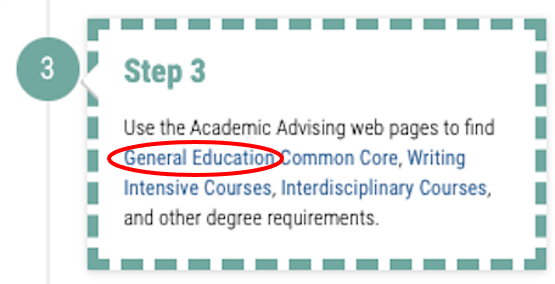 3
Step 3
Use the Academic Advising web pages to find
General Education Common Core, Writing
Intensive Courses, Interdisciplinary Courses,
and other degree requirements.